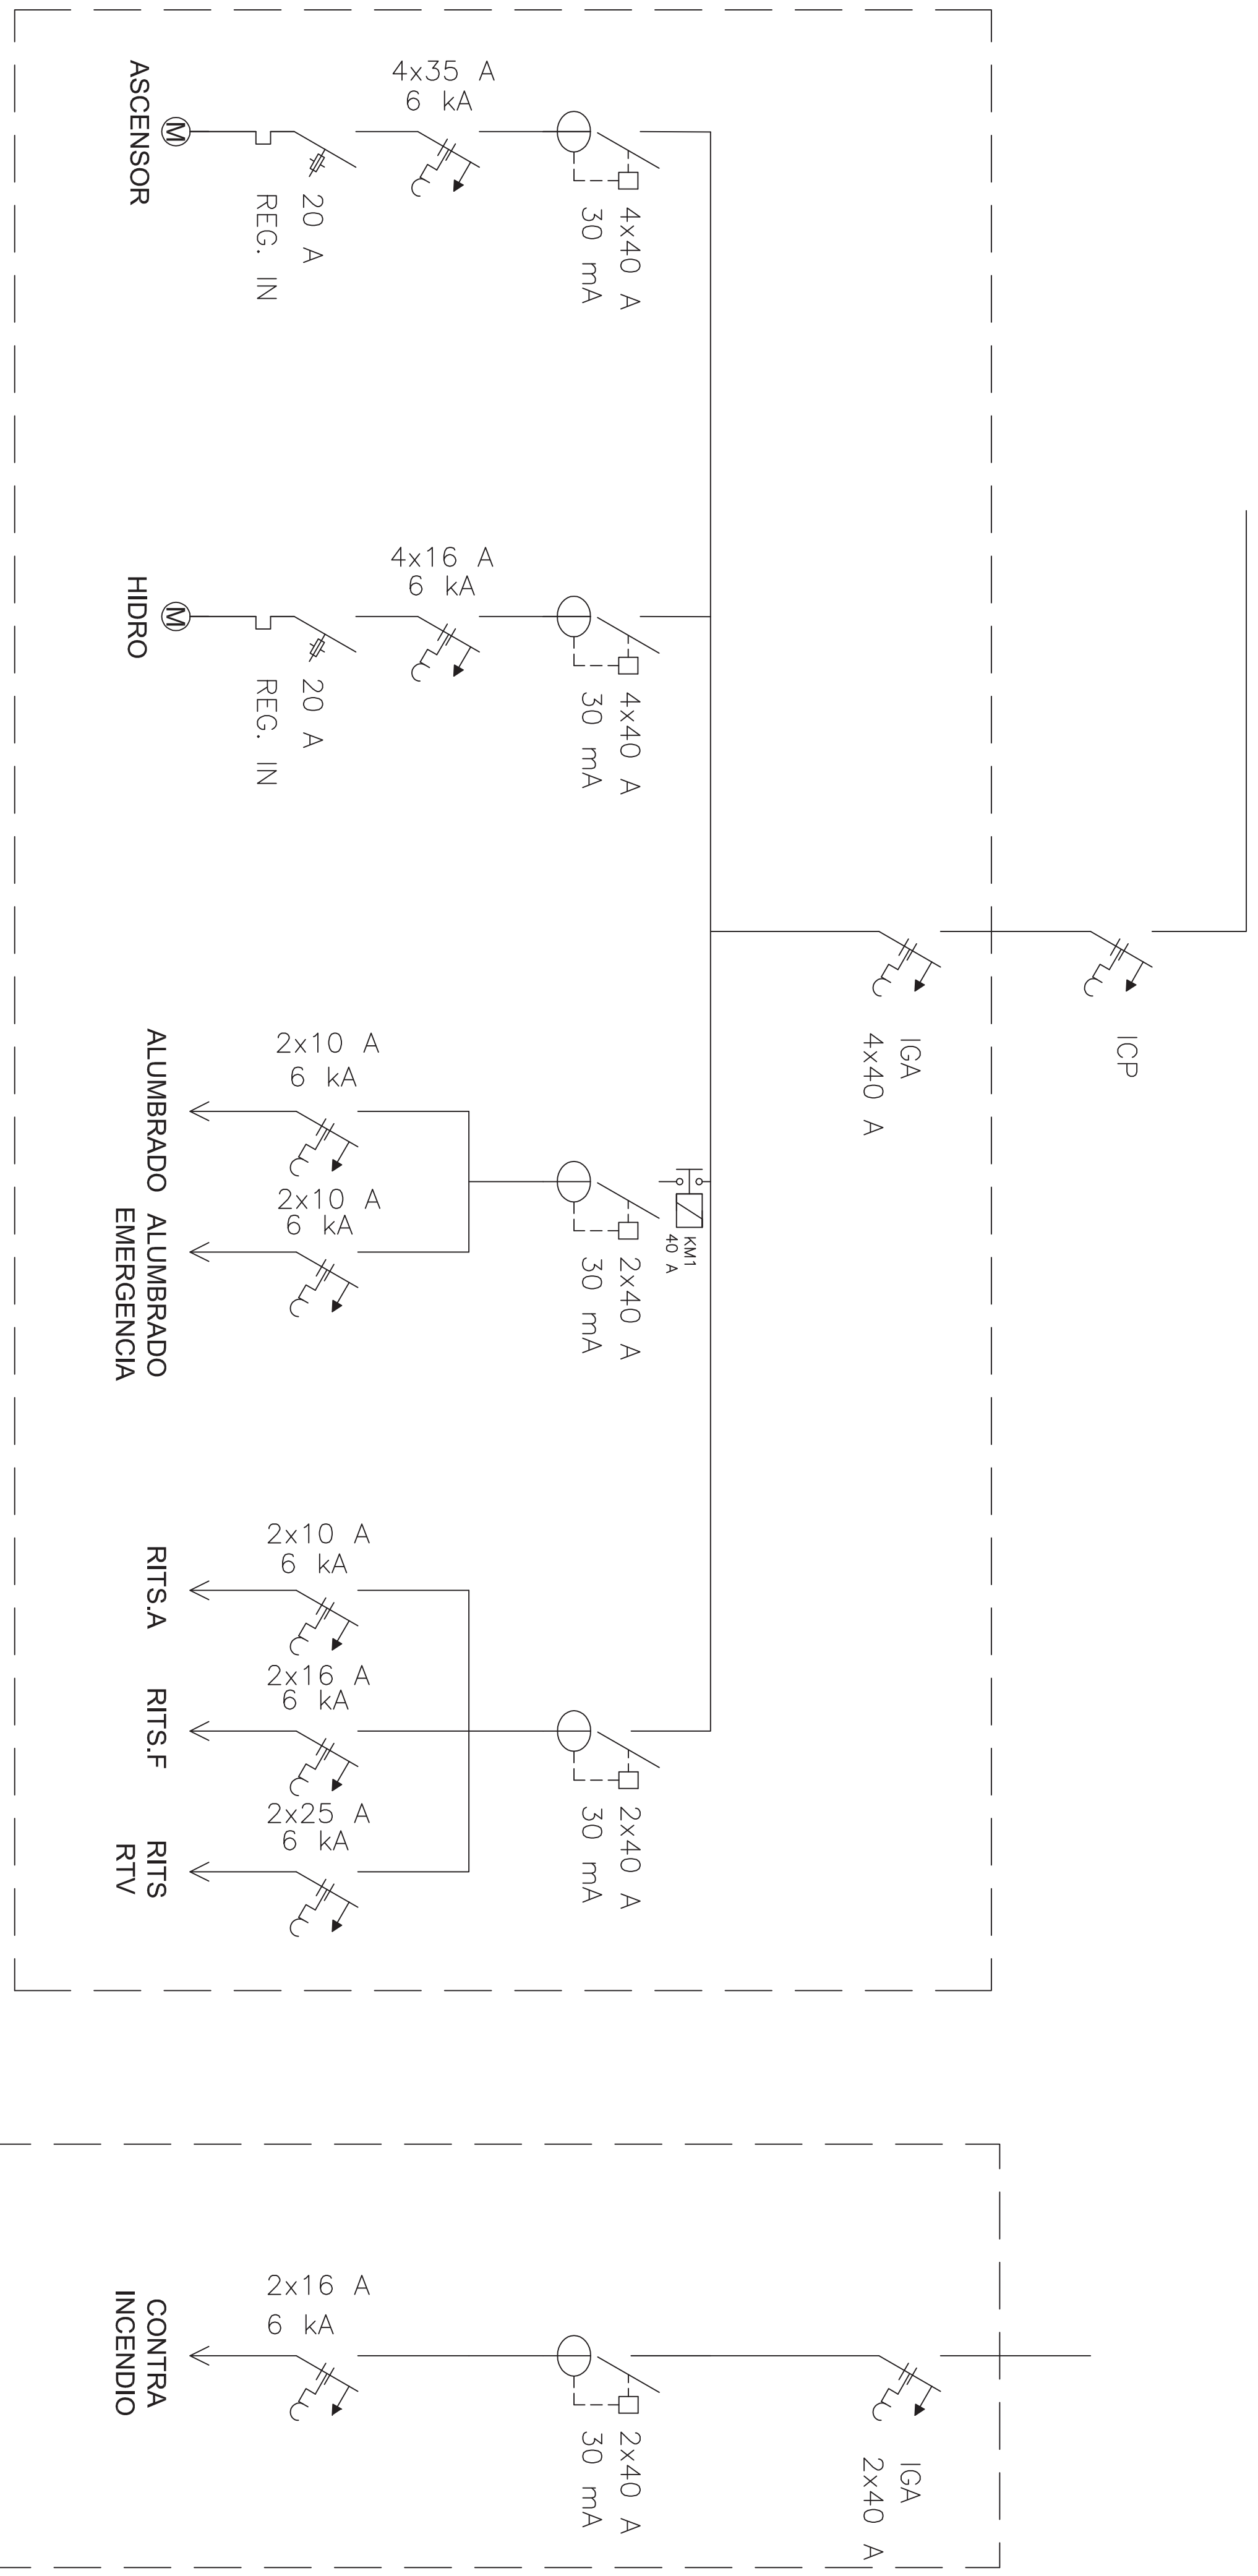 ICP
IGA
4x40 A
4x40 A
30 mA
4x35 A
6 kA
20 A
REG. IN
M
ASCENSOR
4x40 A
30 mA
4x16 A
6 kA
20 A
REG. IN
M
HIDRO
KM1
40 A
2x40 A
30 mA
2x10 A
6 kA
ALUMBRADO
2x10 A
6 kA
ALUMBRADO
EMERGENCIA
2x40 A
30 mA
2x10 A
6 kA
RITS.A
2x16 A
6 kA
RITS.F
2x25 A
6 kA
RITS
RTV
IGA
2x40 A
2x40 A
30 mA
2x16 A
6 kA
CONTRA
INCENDIO